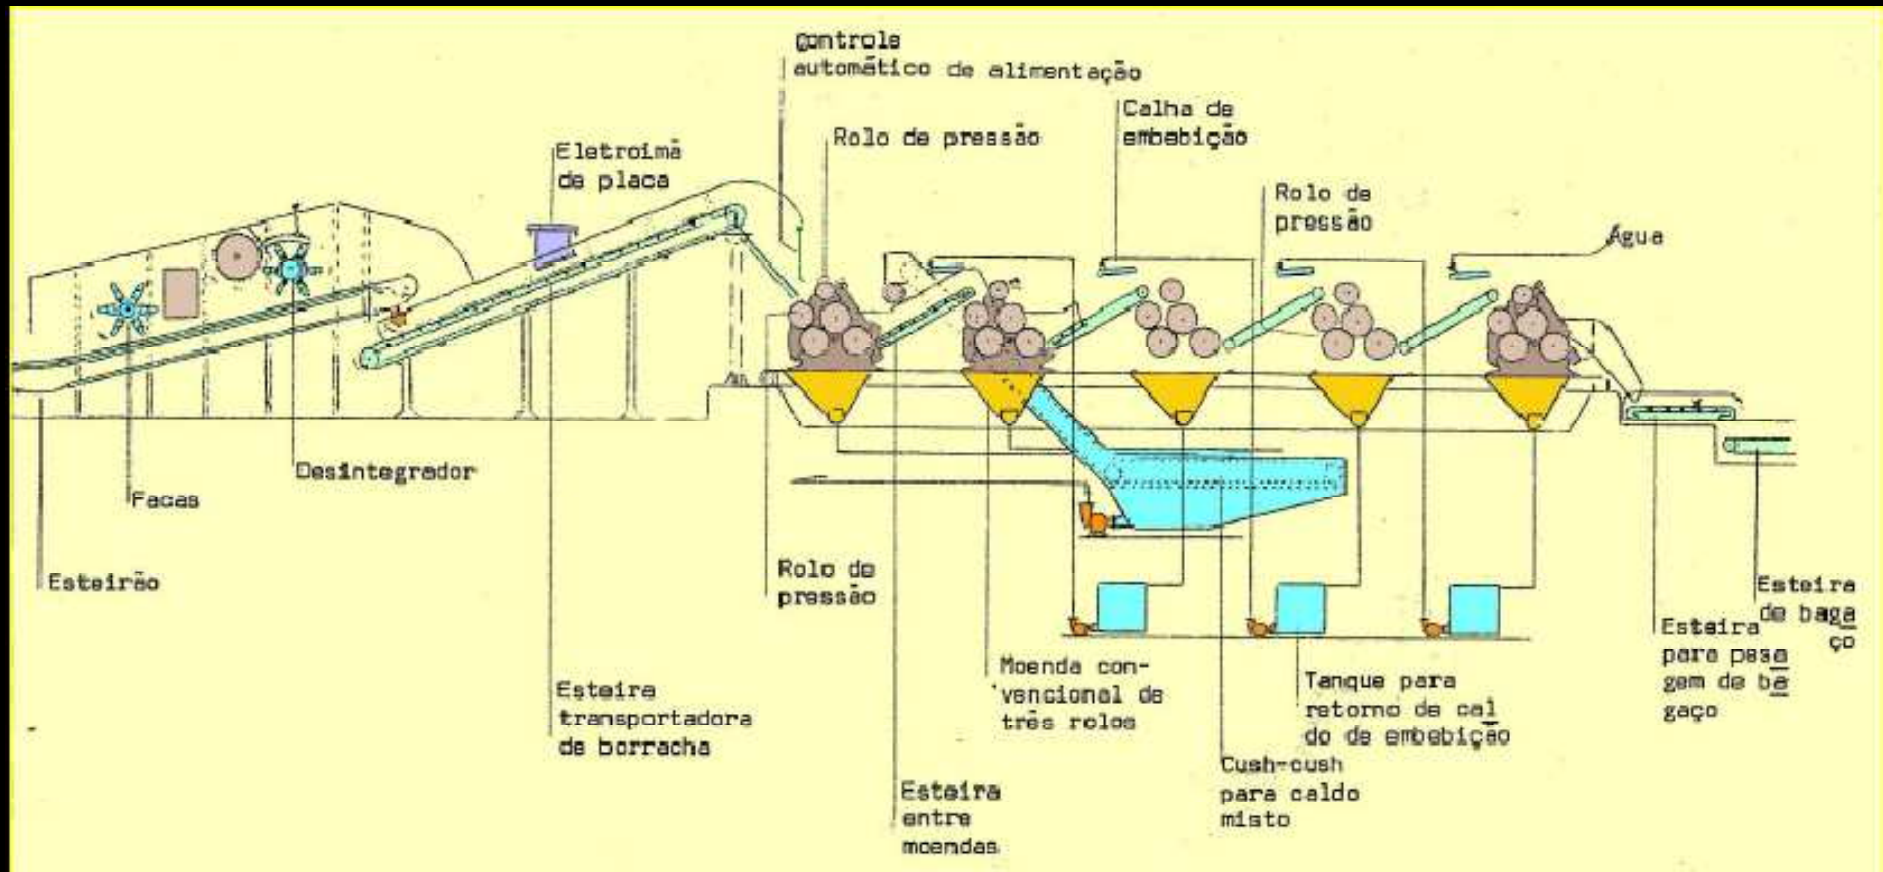 Controle
automático de alimentação
Calha de
embebição
Rolo de pressão
Eletroimã
de placa
Rolo de
pressão
Água
Desintegrador
Facas
Esteirão
Rolo de
pressão
Esteira
de baga
ço
Esteira
para pesa
gem de ba
gaço
Moenda con-
vencional de
três rolos
Tanque para
retorno de cal
do de embebição
Esteira
transportadora
de borracha
Cush-cush
para caldo
misto
Esteira
entre
moendas